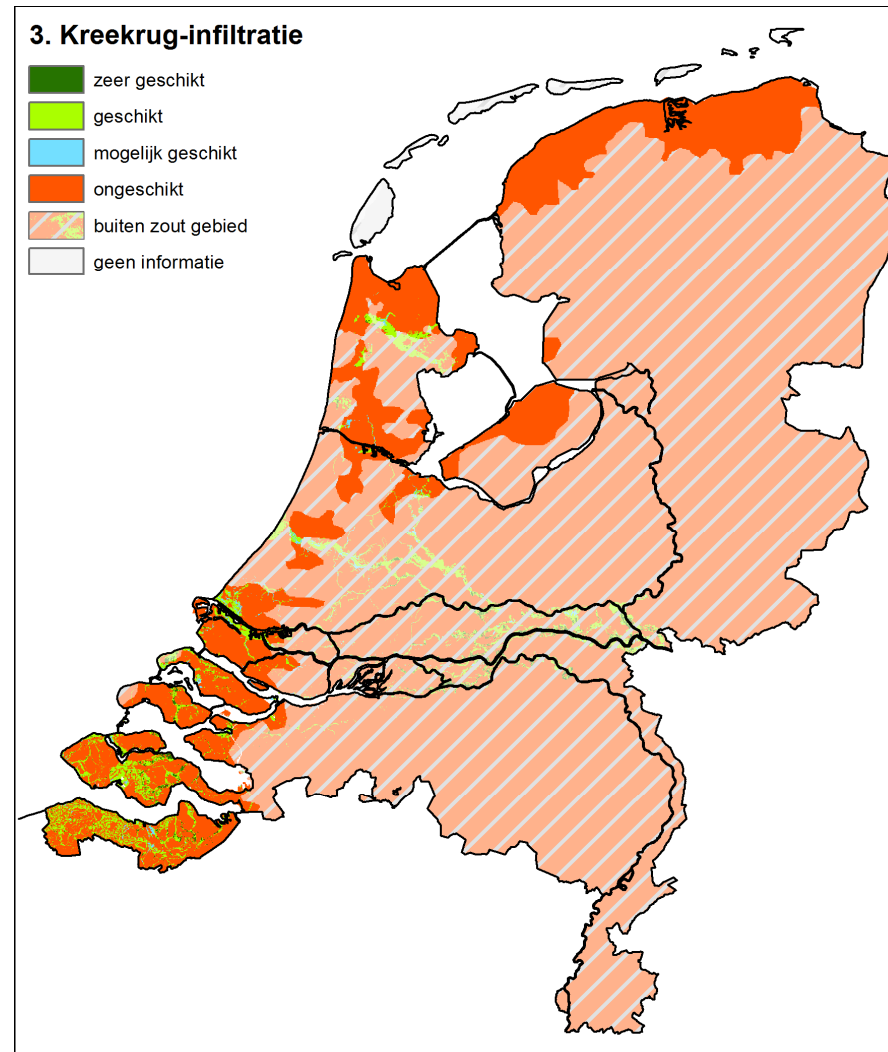 3. Kreekrug-infiltratie
zeer geschikt
geschikt
mogelijk geschikt
ongeschikt
buiten zout gebied
geen informatie